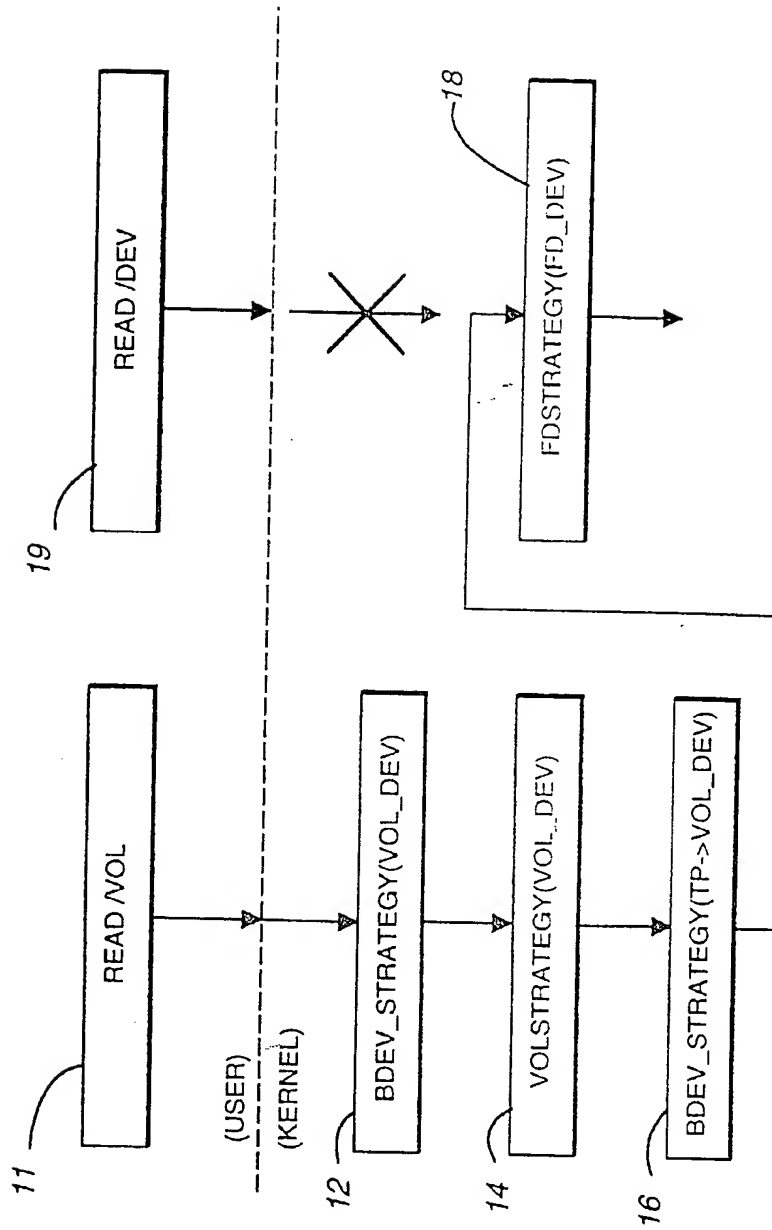 11
READ /VOL
19
READ /DEV
(USER)
(KERNEL)
12
BDEV_STRATEGY(VOL_DEV)
14
VOLSTRATEGY(VOL_DEV)
16
BDEV_STRATEGY(TP->VOL_DEV)
18
FDSTRATEGY(FD_DEV)